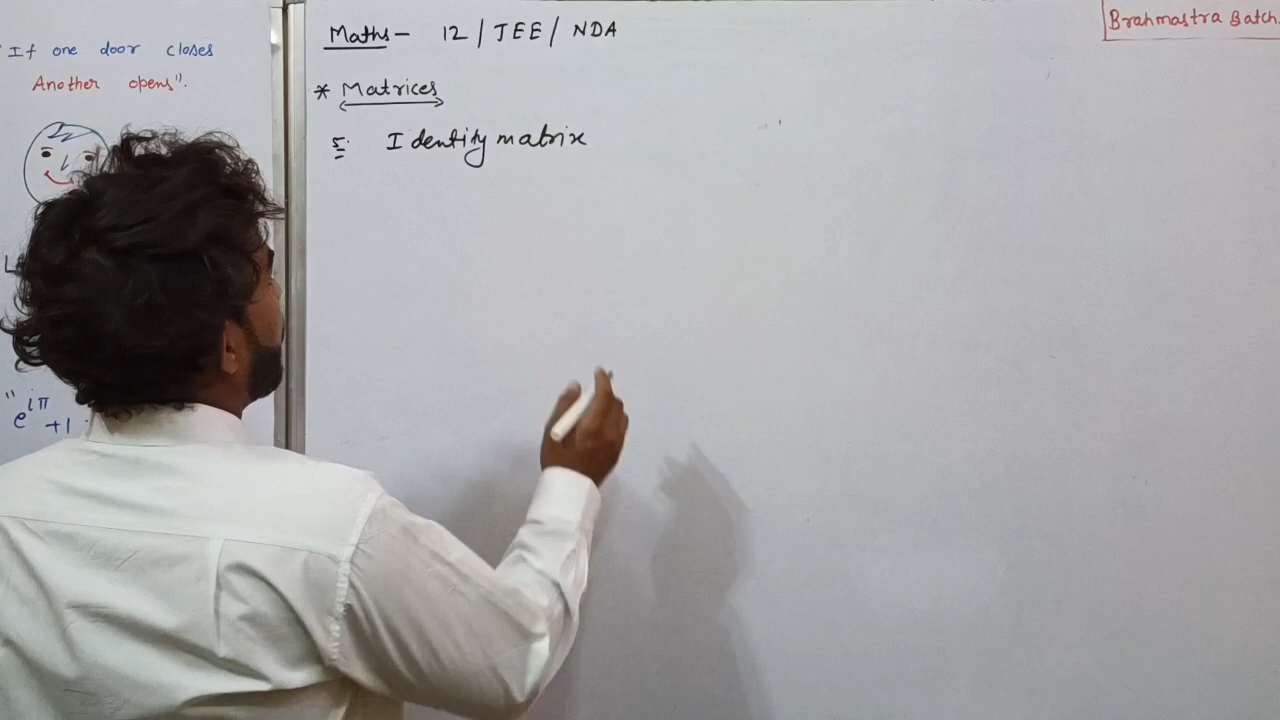 "If one door closes
Another opens".
L
"
e^iπ +1
Maths - 12 / JEE / NDA
* Matrices
5. Identity matrix
Brahmastra Batch